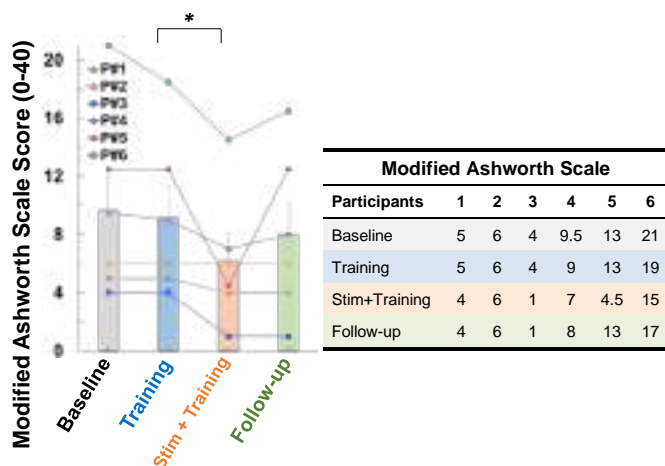 *
Modified Ashworth Scale Score (0-40)
20
16
12
8
4
0
P#1
P#2
P#3
P#4
P#5
P#6
Baseline
Training
Stim + Training
Follow-up
Modified Ashworth Scale
Participants 1 2 3 4 5 6
Baseline 5 6 4 9.5 13 21
Training 5 6 4 9 13 19
Stim+Training 4 6 1 7 4.5 15
Follow-up 4 6 1 8 13 17